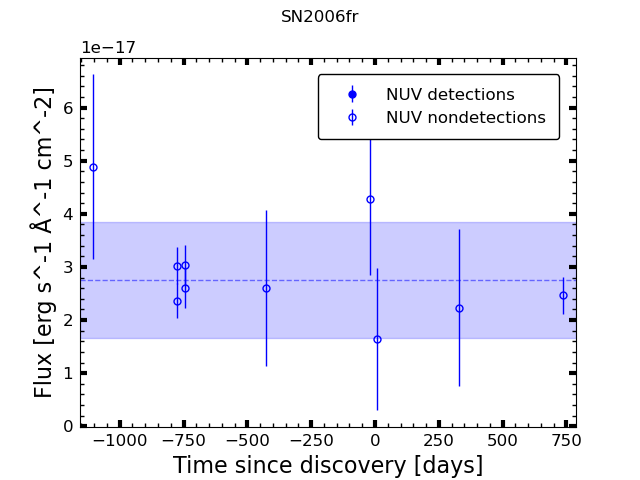 SN2006fr
1e−17
NUV detections
NUV nondetections
Flux [erg s^-1 Å^-1 cm^-2]
6
5
4
3
2
1
0
−1000 −750 −500 −250 0 250 500 750
Time since discovery [days]